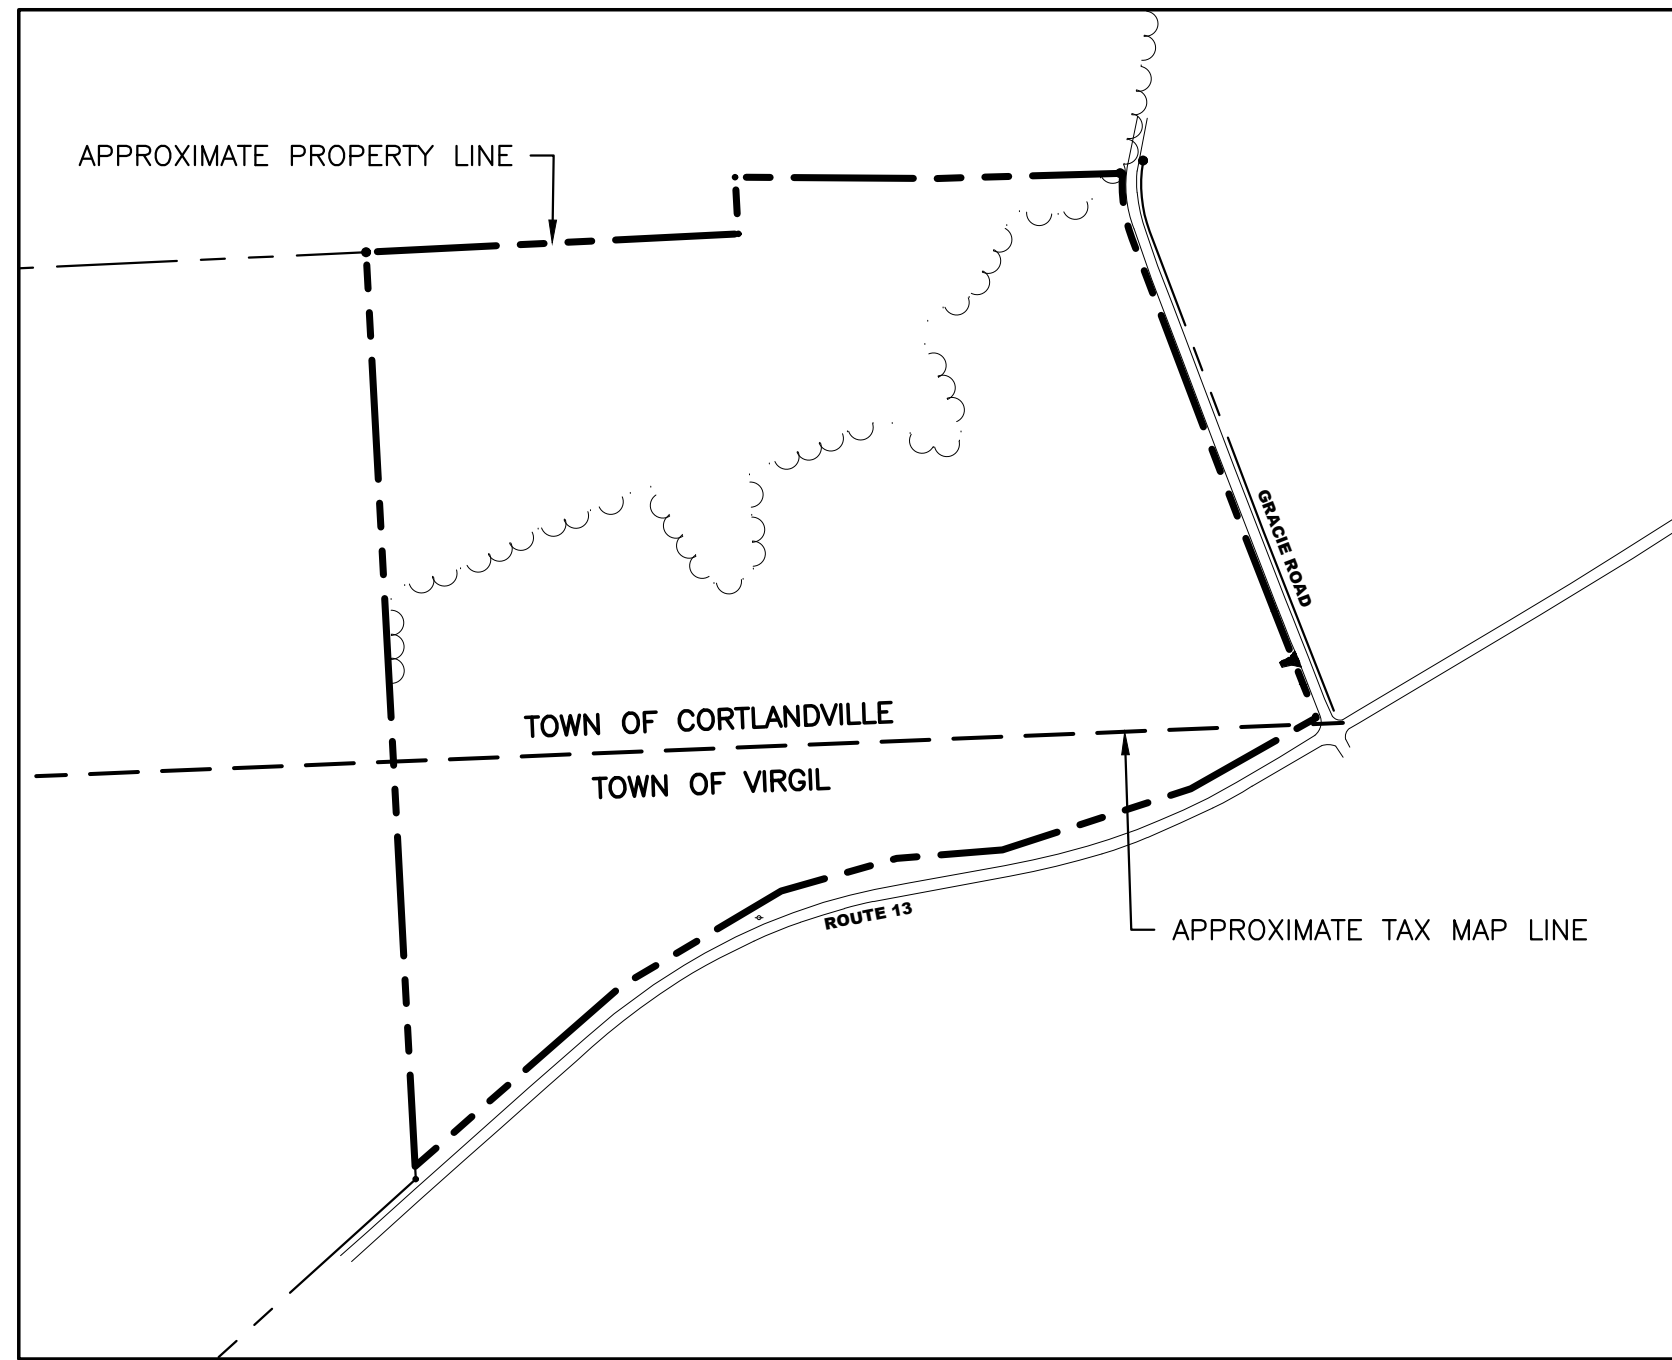 APPROXIMATE PROPERTY LINE
GRACIE ROAD
TOWN OF CORTLANDVILLE
TOWN OF VIRGIL
ROUTE 13
APPROXIMATE TAX MAP LINE